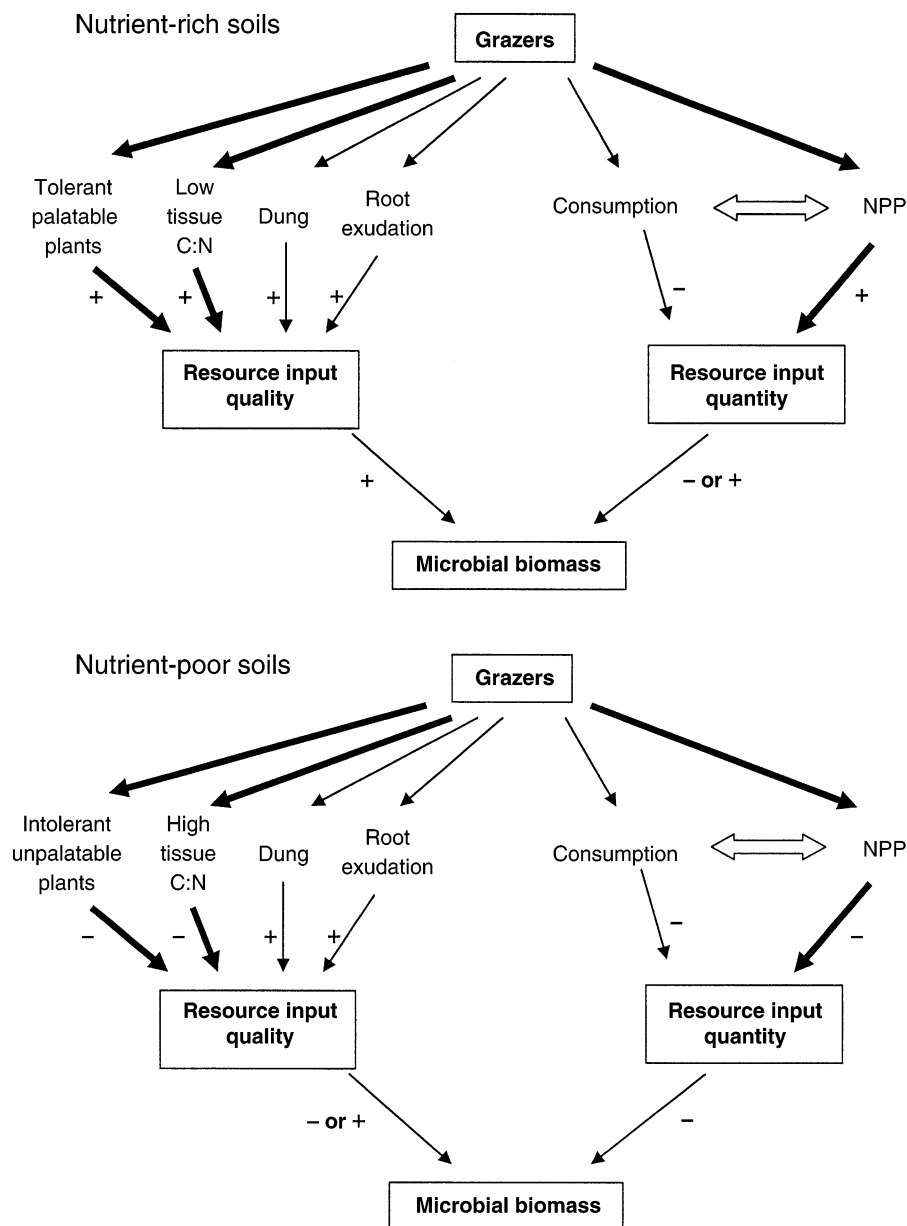 Nutrient-rich soils
Grazers
Tolerant
palatable
plants
Low
tissue
C:N
Dung
Root
exudation
Consumption
NPP
+
+
+
+
–
+
Resource input
quality
Resource input
quantity
+
– or +
Microbial biomass
Nutrient-poor soils
Grazers
Intolerant
unpalatable
plants
High
tissue
C:N
Dung
Root
exudation
Consumption
NPP
–
–
+
+
–
–
Resource input
quality
Resource input
quantity
– or +
–
Microbial biomass